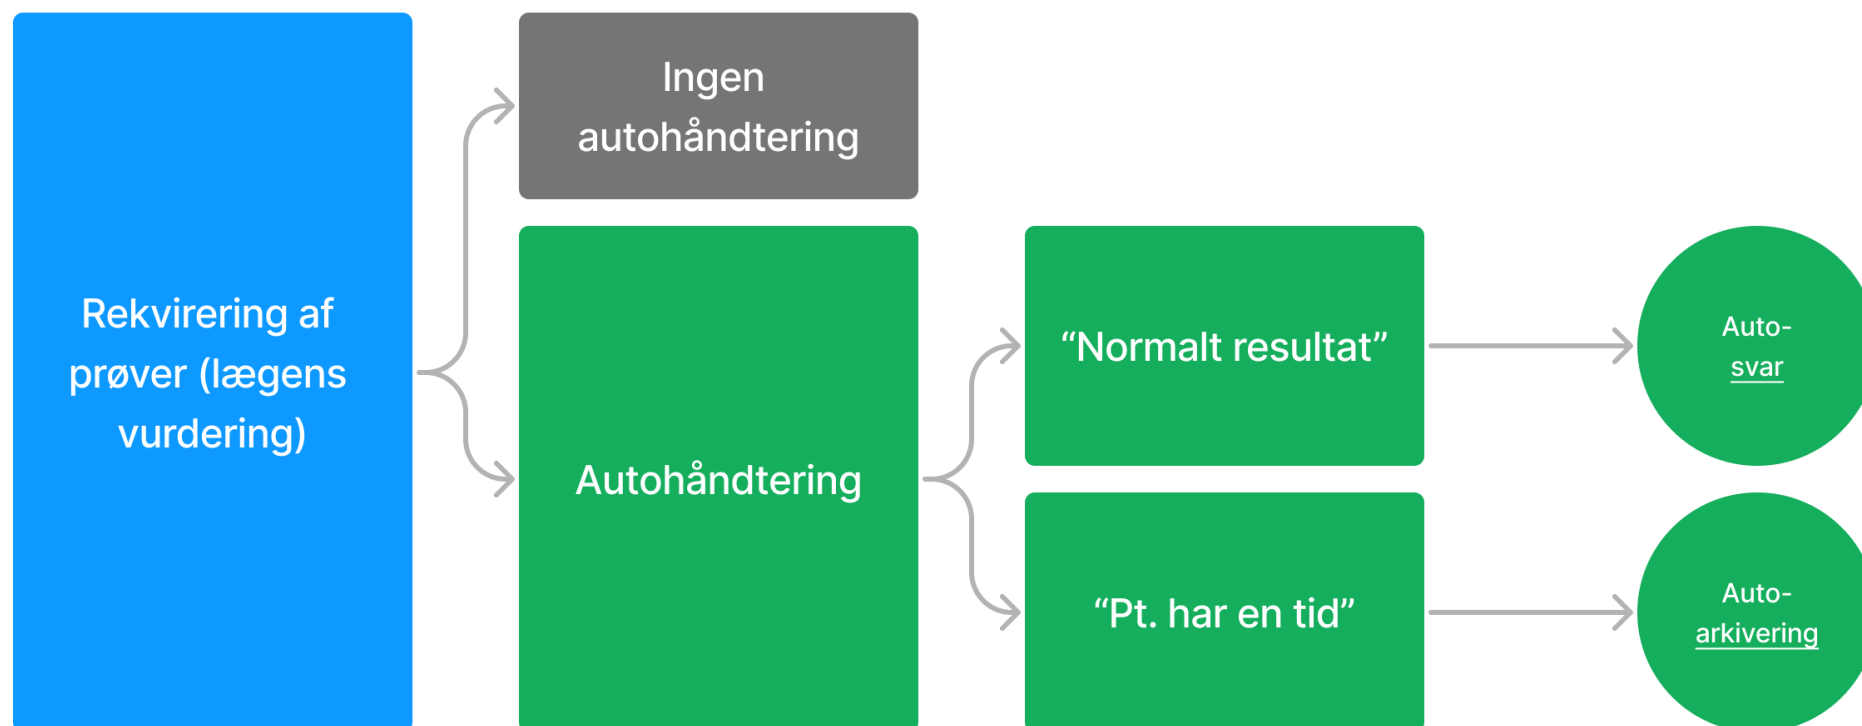 Rekvirering af
prøver (lægens
vurdering)
Ingen
autohåndtering
Autohåndtering
“Normalt resultat”
“Pt. har en tid”
Auto-
svar
Auto-
arkivering